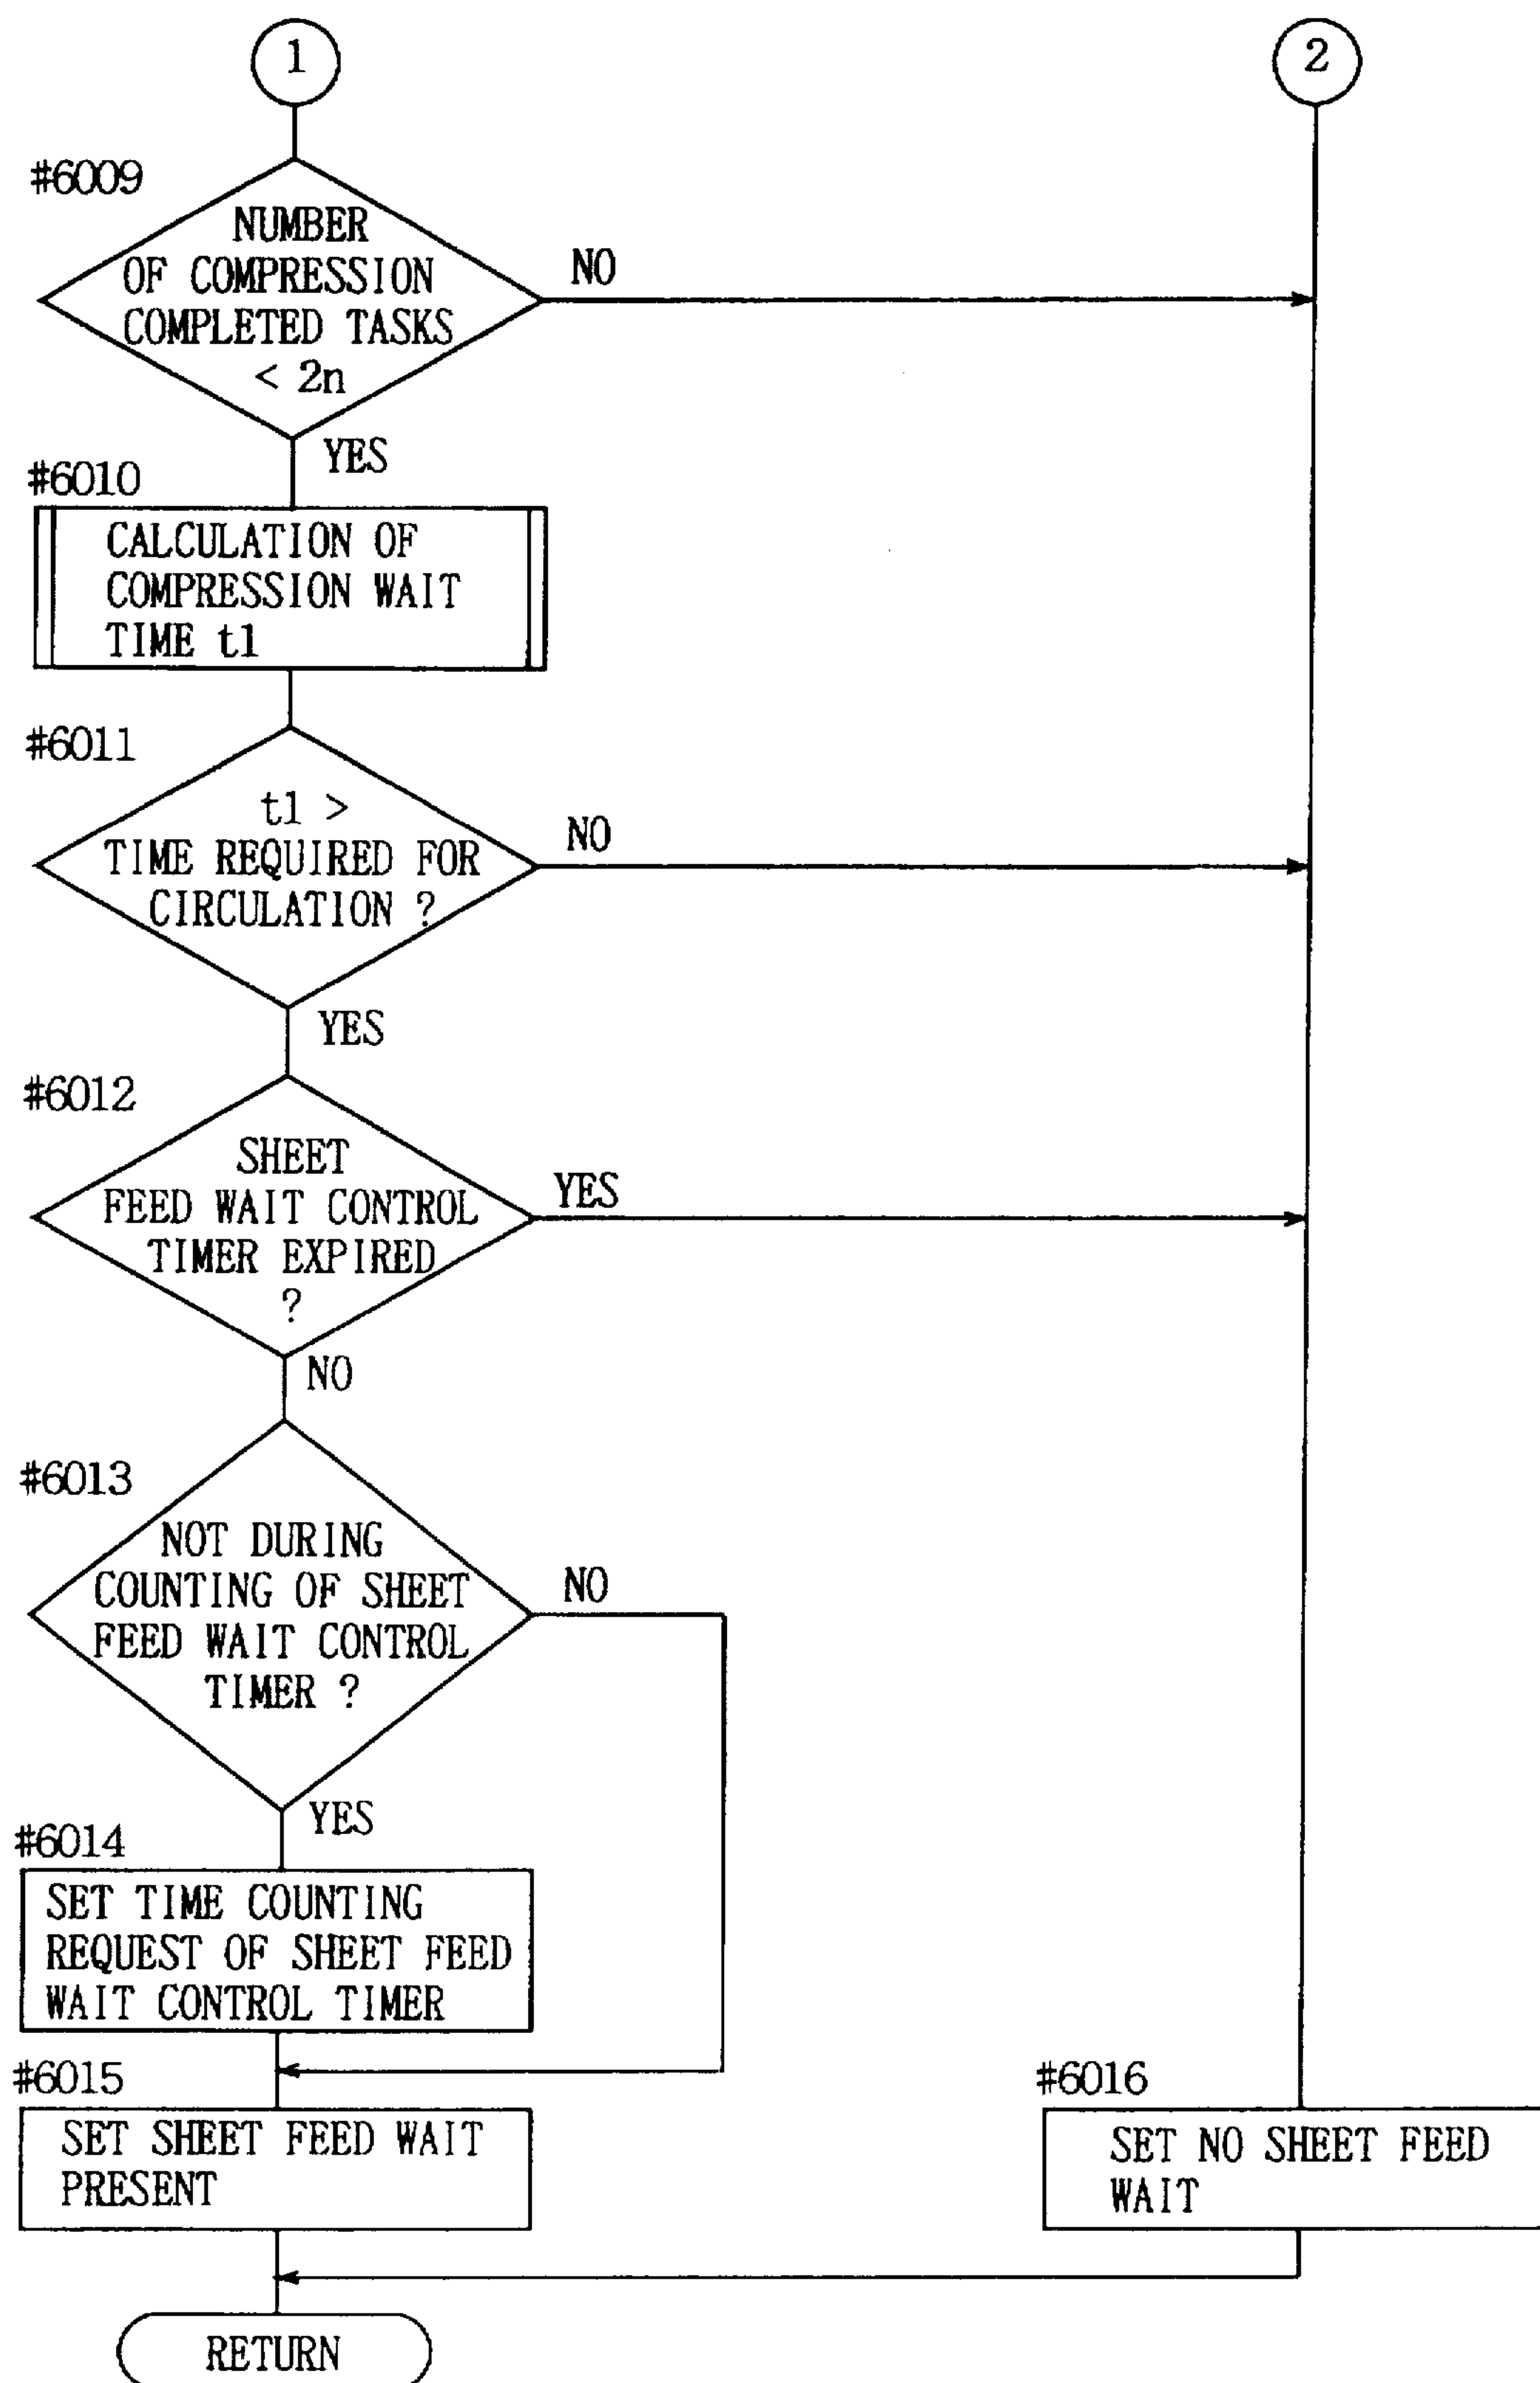 1
2
#6009
NUMBER
OF COMPRESSION
COMPLETED TASKS
< 2n
NO
YES
#6010
CALCULATION OF
COMPRESSION WAIT
TIME t1
#6011
t1 >
TIME REQUIRED FOR
CIRCULATION ?
NO
YES
#6012
SHEET
FEED WAIT CONTROL
TIMER EXPIRED
?
YES
NO
#6013
NOT DURING
COUNTING OF SHEET
FEED WAIT CONTROL
TIMER ?
NO
YES
#6014
SET TIME COUNTING
REQUEST OF SHEET FEED
WAIT CONTROL TIMER
#6015
SET SHEET FEED WAIT
PRESENT
#6016
SET NO SHEET FEED
WAIT
RETURN